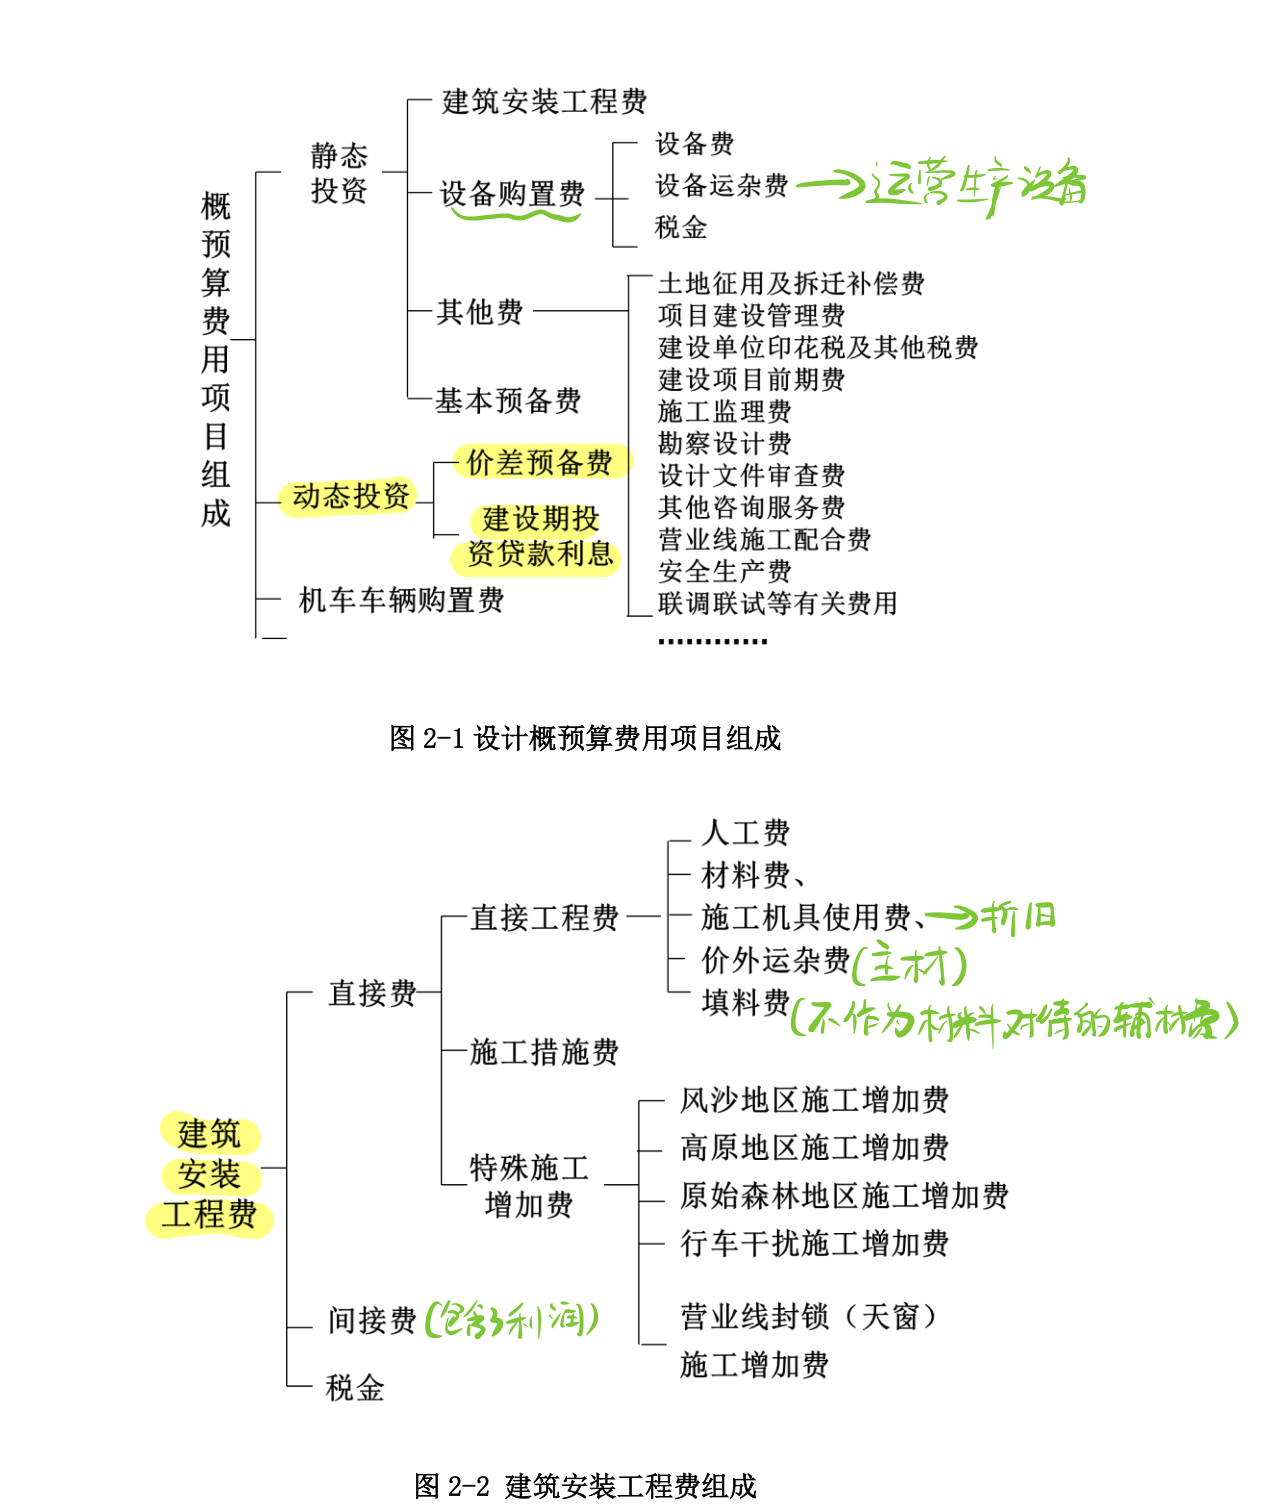 概预算费用项目组成
静态
投资
建筑安装工程费
设备购置费
设备费
设备运杂费
→运营生产设备
税金
其他费
土地征用及拆迁补偿费
项目建设管理费
建设单位印花税及其他税费
建设项目前期费
施工监理费
勘察设计费
设计文件审查费
其他咨询服务费
营业线施工配合费
安全生产费
联调联试等有关费用
…………
基本预备费
动态投资
价差预备费
建设期投
资贷款利息
机车车辆购置费
图 2-1 设计概预算费用项目组成
建筑
安装
工程费
直接费
直接工程费
人工费
材料费、
施工机具使用费、→折旧
价外运杂费(主材)
填料费(不作为材料对待的辅材费)
施工措施费
特殊施工
增加费
风沙地区施工增加费
高原地区施工增加费
原始森林地区施工增加费
行车干扰施工增加费
营业线封锁（天窗）
施工增加费
间接费(包含了利润)
税金
图 2-2 建筑安装工程费组成